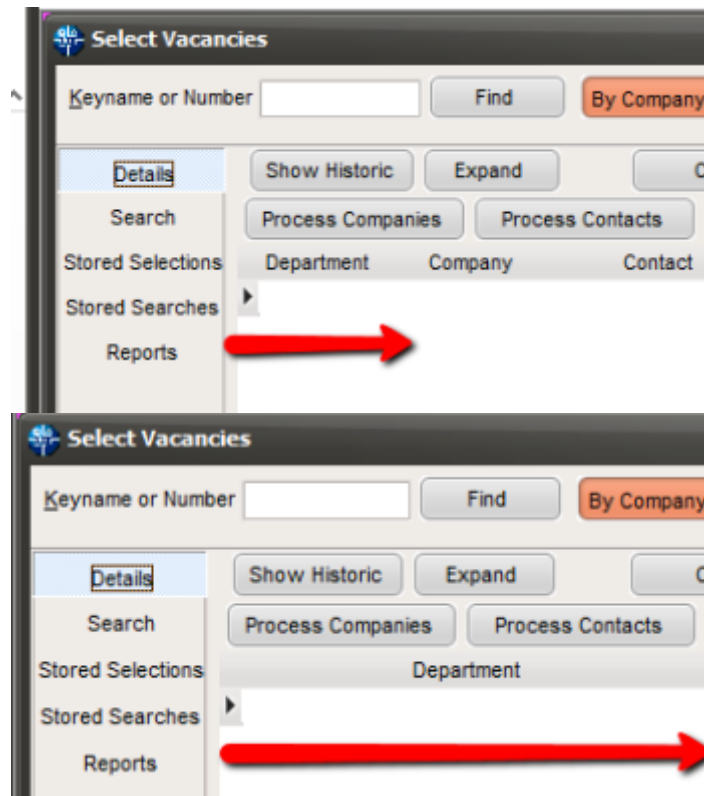 Select Vacancies
Keyname or Number Find By Company
Details Show Historic Expand
Search Process Companies Process Contacts
Stored Selections Department Company Contact
Stored Searches
Reports
Select Vacancies
Keyname or Number Find By Company
Details Show Historic Expand
Search Process Companies Process Contacts
Stored Selections Department
Stored Searches
Reports